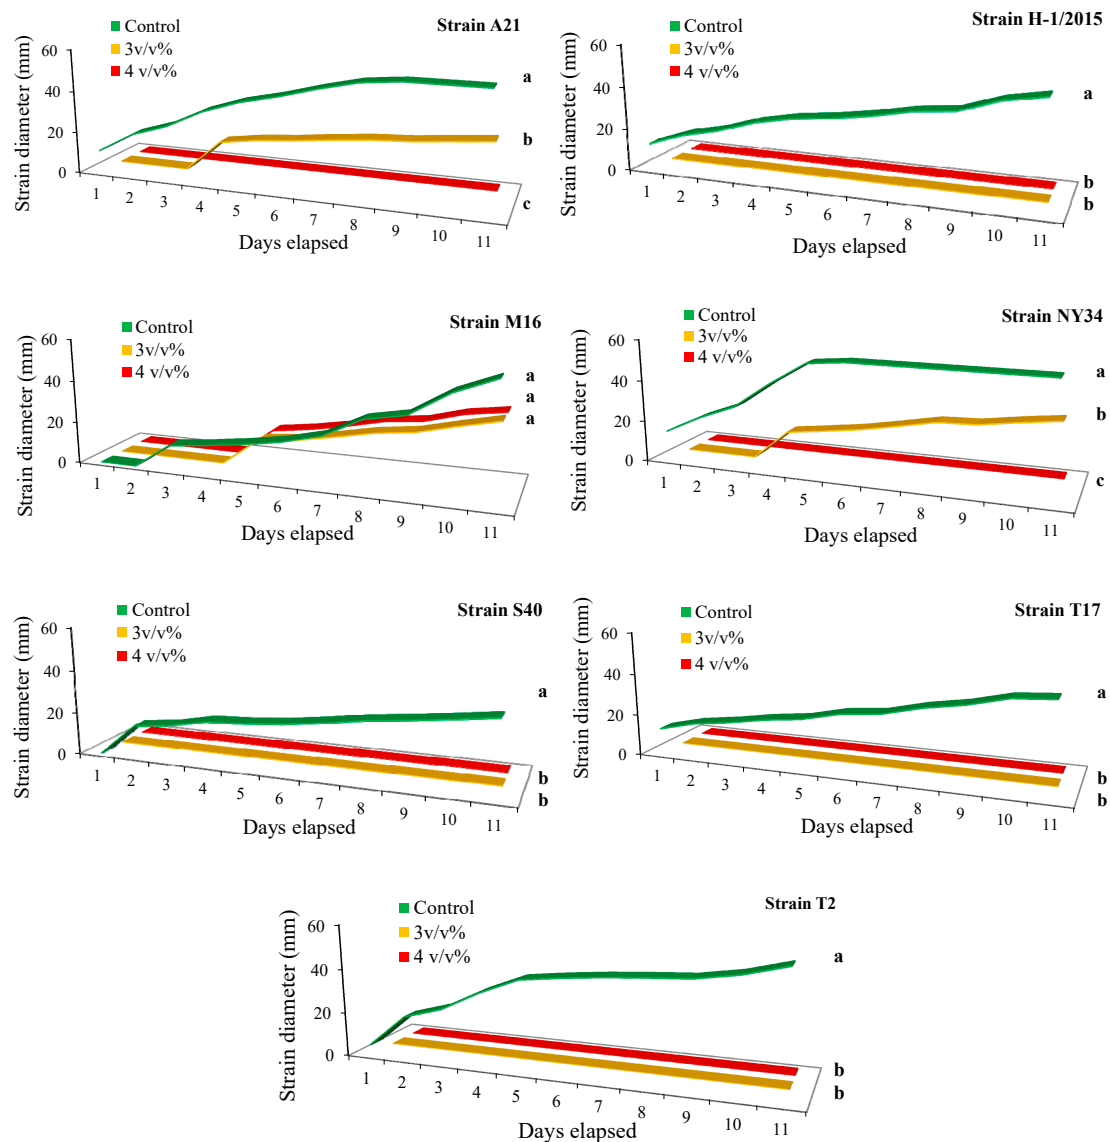 Strain A21
Control
3v/v%
4 v/v%
Strain diameter (mm)
60
40
20
0
1 2 3 4 5 6 7 8 9 10 11
Days elapsed
a
b
c
Strain H-1/2015
Control
3v/v%
4 v/v%
Strain diameter (mm)
60
40
20
0
1 2 3 4 5 6 7 8 9 10 11
Days elapsed
a
b
b
Strain M16
Control
3v/v%
4 v/v%
Strain diameter (mm)
60
40
20
0
1 2 3 4 5 6 7 8 9 10 11
Days elapsed
a
a
a
Strain NY34
Control
3v/v%
4 v/v%
Strain diameter (mm)
60
40
20
0
1 2 3 4 5 6 7 8 9 10 11
Days elapsed
a
b
c
Strain S40
Control
3v/v%
4 v/v%
Strain diameter (mm)
60
40
20
0
1 2 3 4 5 6 7 8 9 10 11
Days elapsed
a
b
b
Strain T17
Control
3v/v%
4 v/v%
Strain diameter (mm)
60
40
20
0
1 2 3 4 5 6 7 8 9 10 11
Days elapsed
a
b
b
Strain T2
Control
3v/v%
4 v/v%
Strain diameter (mm)
60
40
20
0
1 2 3 4 5 6 7 8 9 10 11
Days elapsed
a
b
b